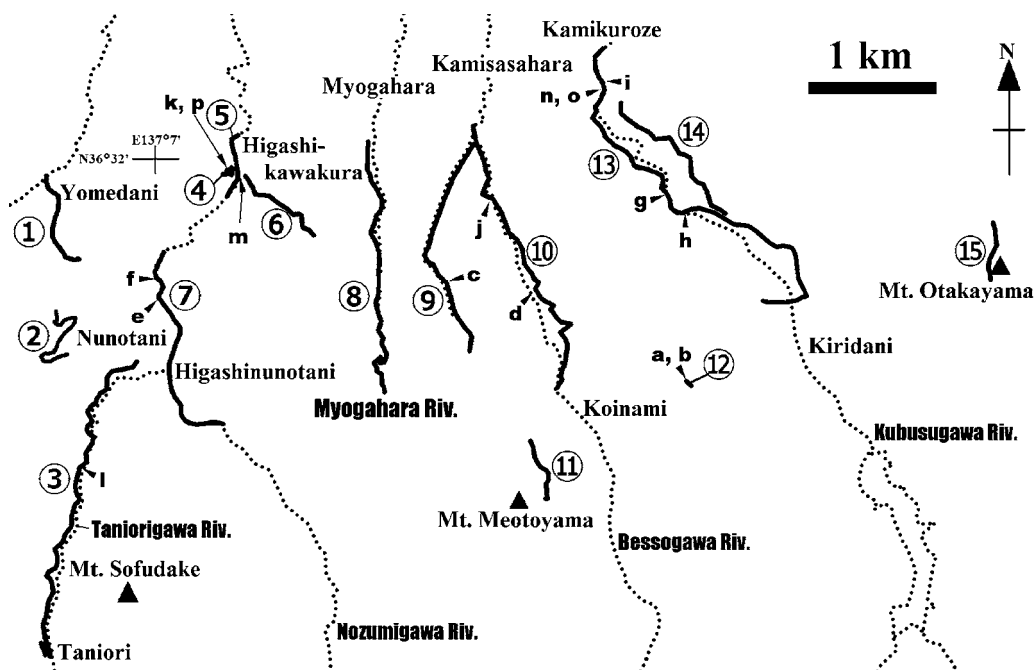 Kamikuroze
1 km
N
Kamisasahara
Myogahara
i
n, o
k, p
5
14
E137°7'
N36°32'
Higashi-
kawakura
13
4
Yomedani
6
g
1
m
j
h
10
15
f
c
Mt. Otakayama
7
8
9
d
e
2
Nunotani
Kiridani
a, b
12
Higashinunotani
Myogahara Riv.
Koinami
Kubusugawa Riv.
3
l
11
Mt. Meotoyama
Taniorigawa Riv.
Bessogawa Riv.
Mt. Sofudake
Nozumigawa Riv.
Taniori